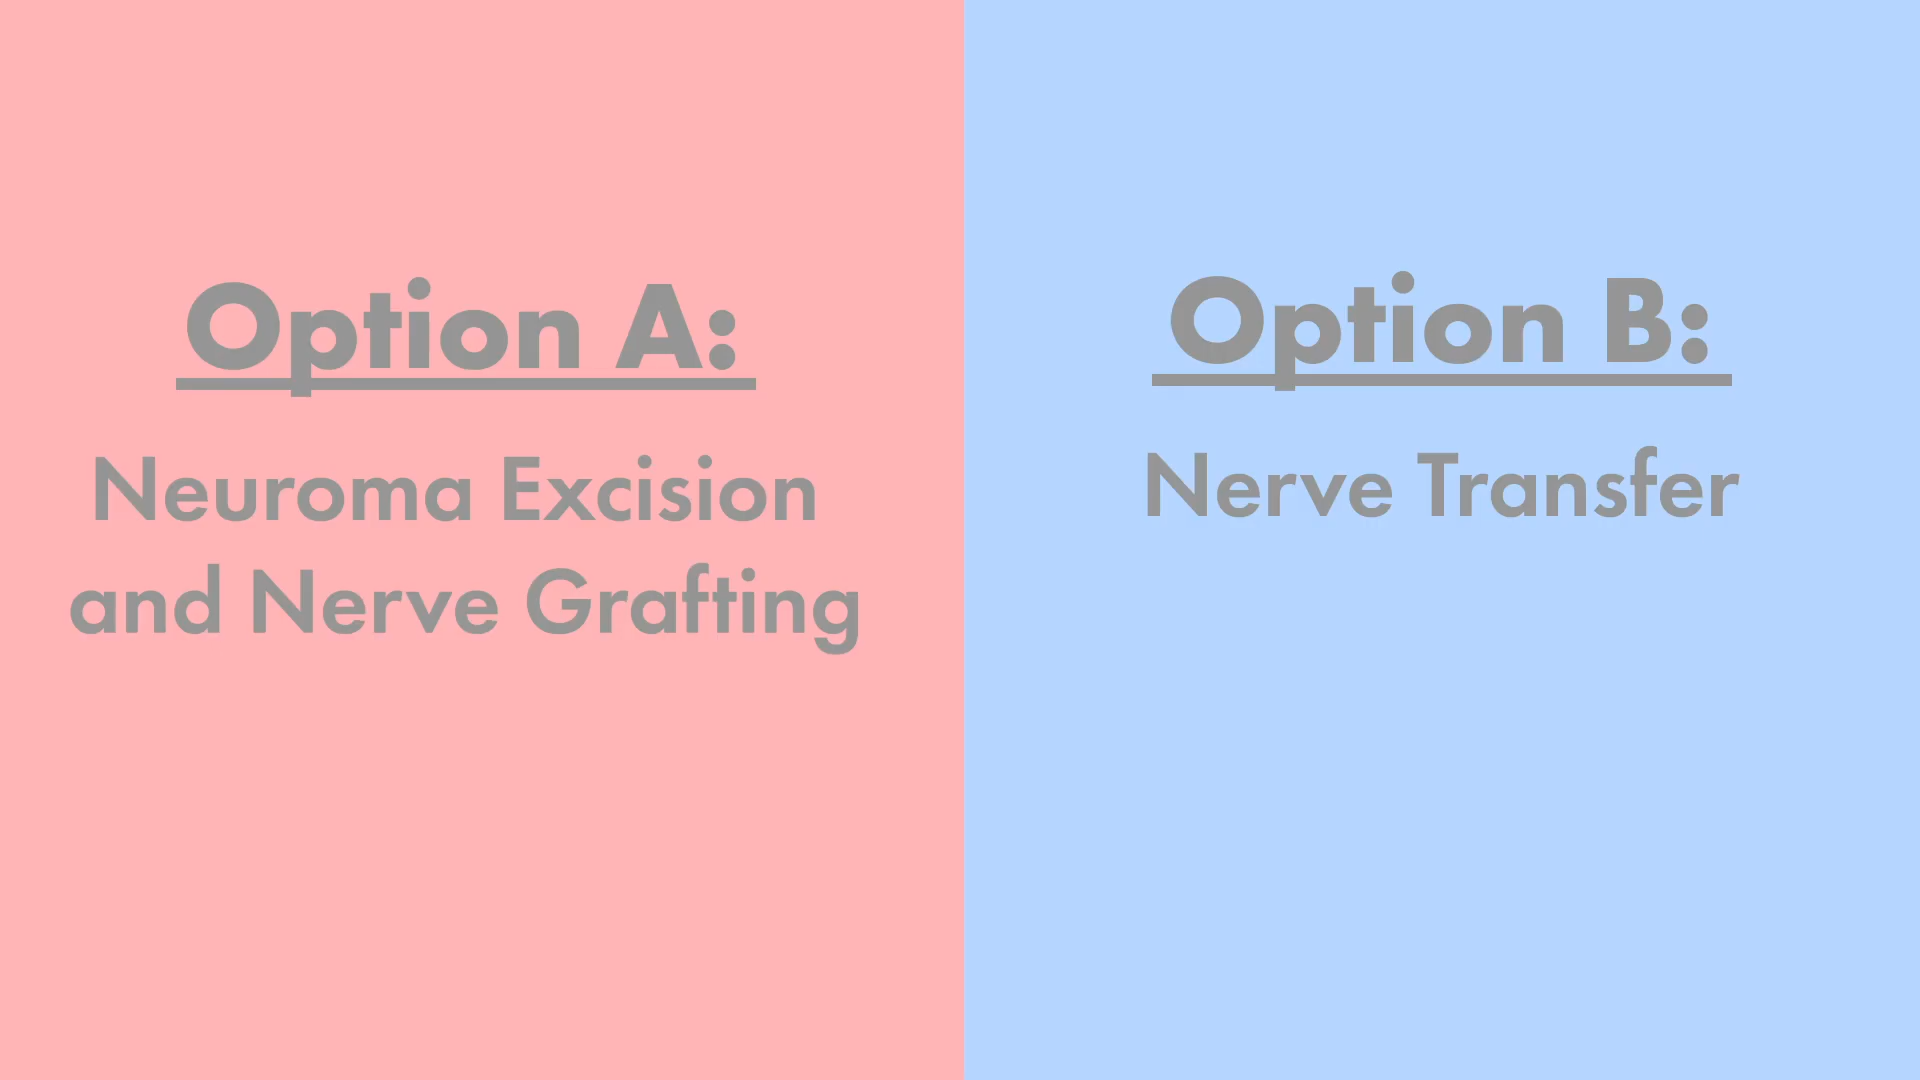 Option A:
Neuroma Excision
and Nerve Grafting
Option B:
Nerve Transfer